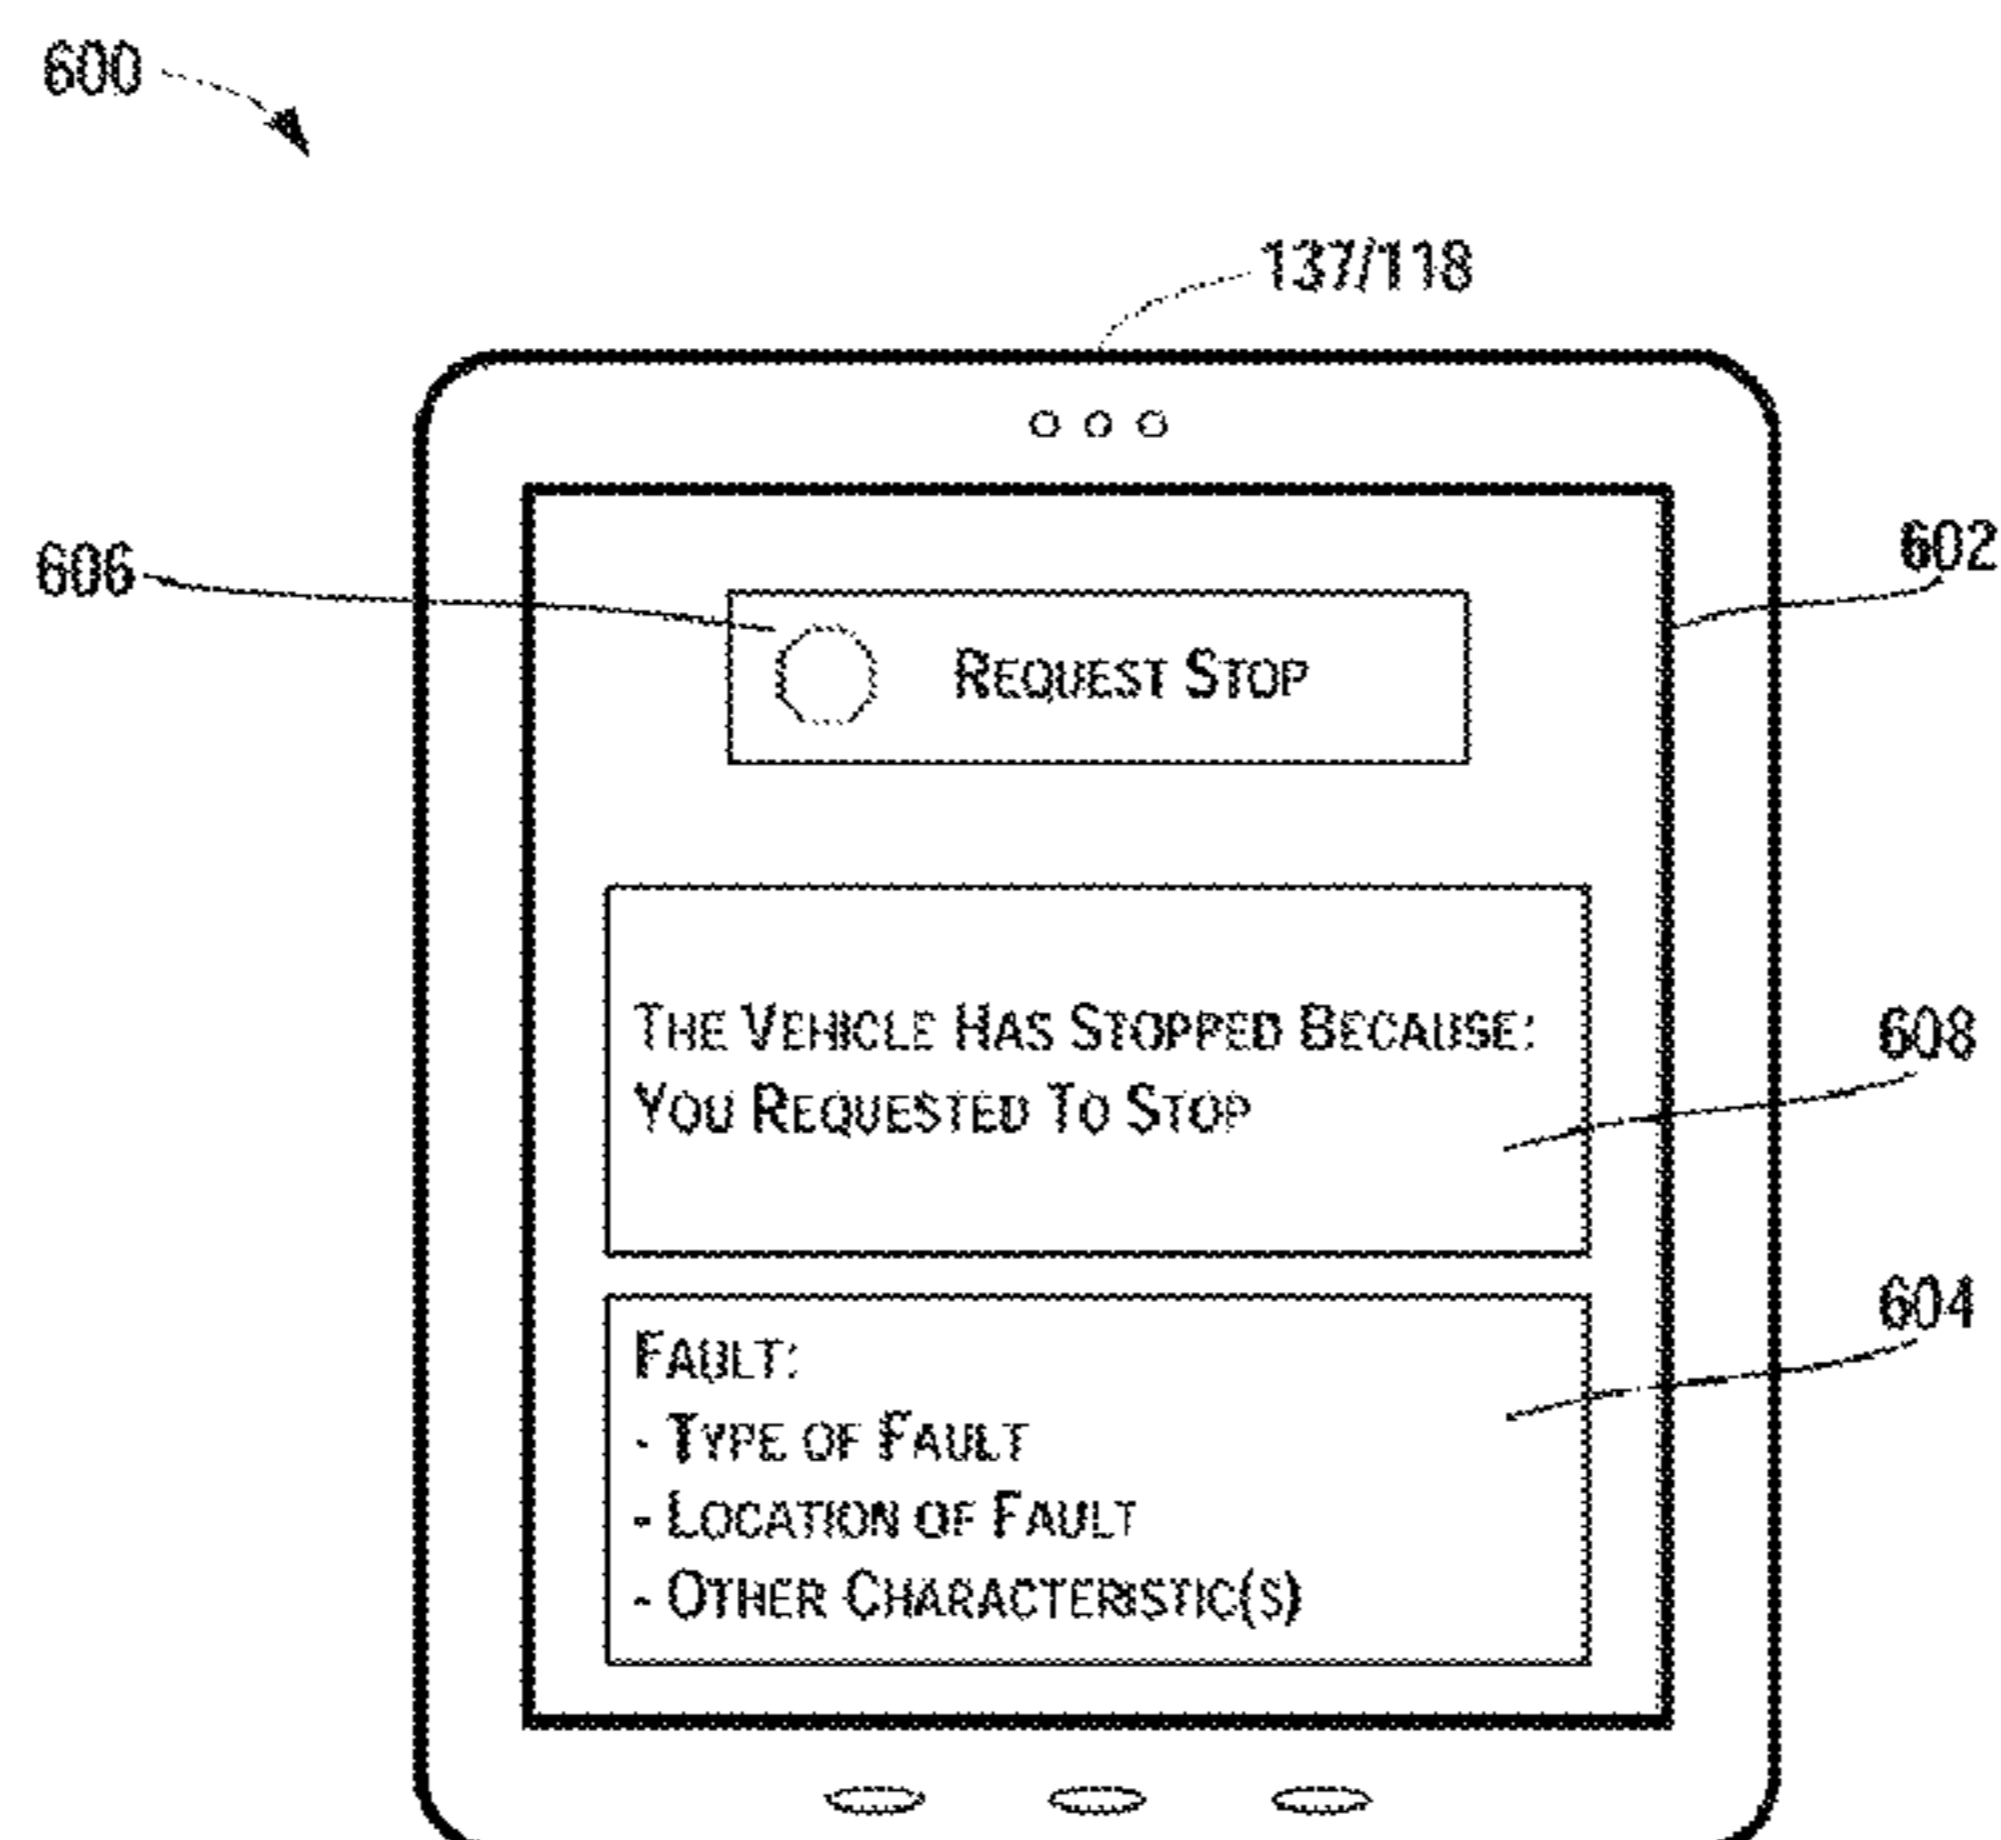 600
137/118
606
602
REQUEST STOP
THE VEHICLE HAS STOPPED BECAUSE:
YOU REQUESTED TO STOP
608
604
FAULT:
- TYPE OF FAULT
- LOCATION OF FAULT
- OTHER CHARACTERISTIC(S)